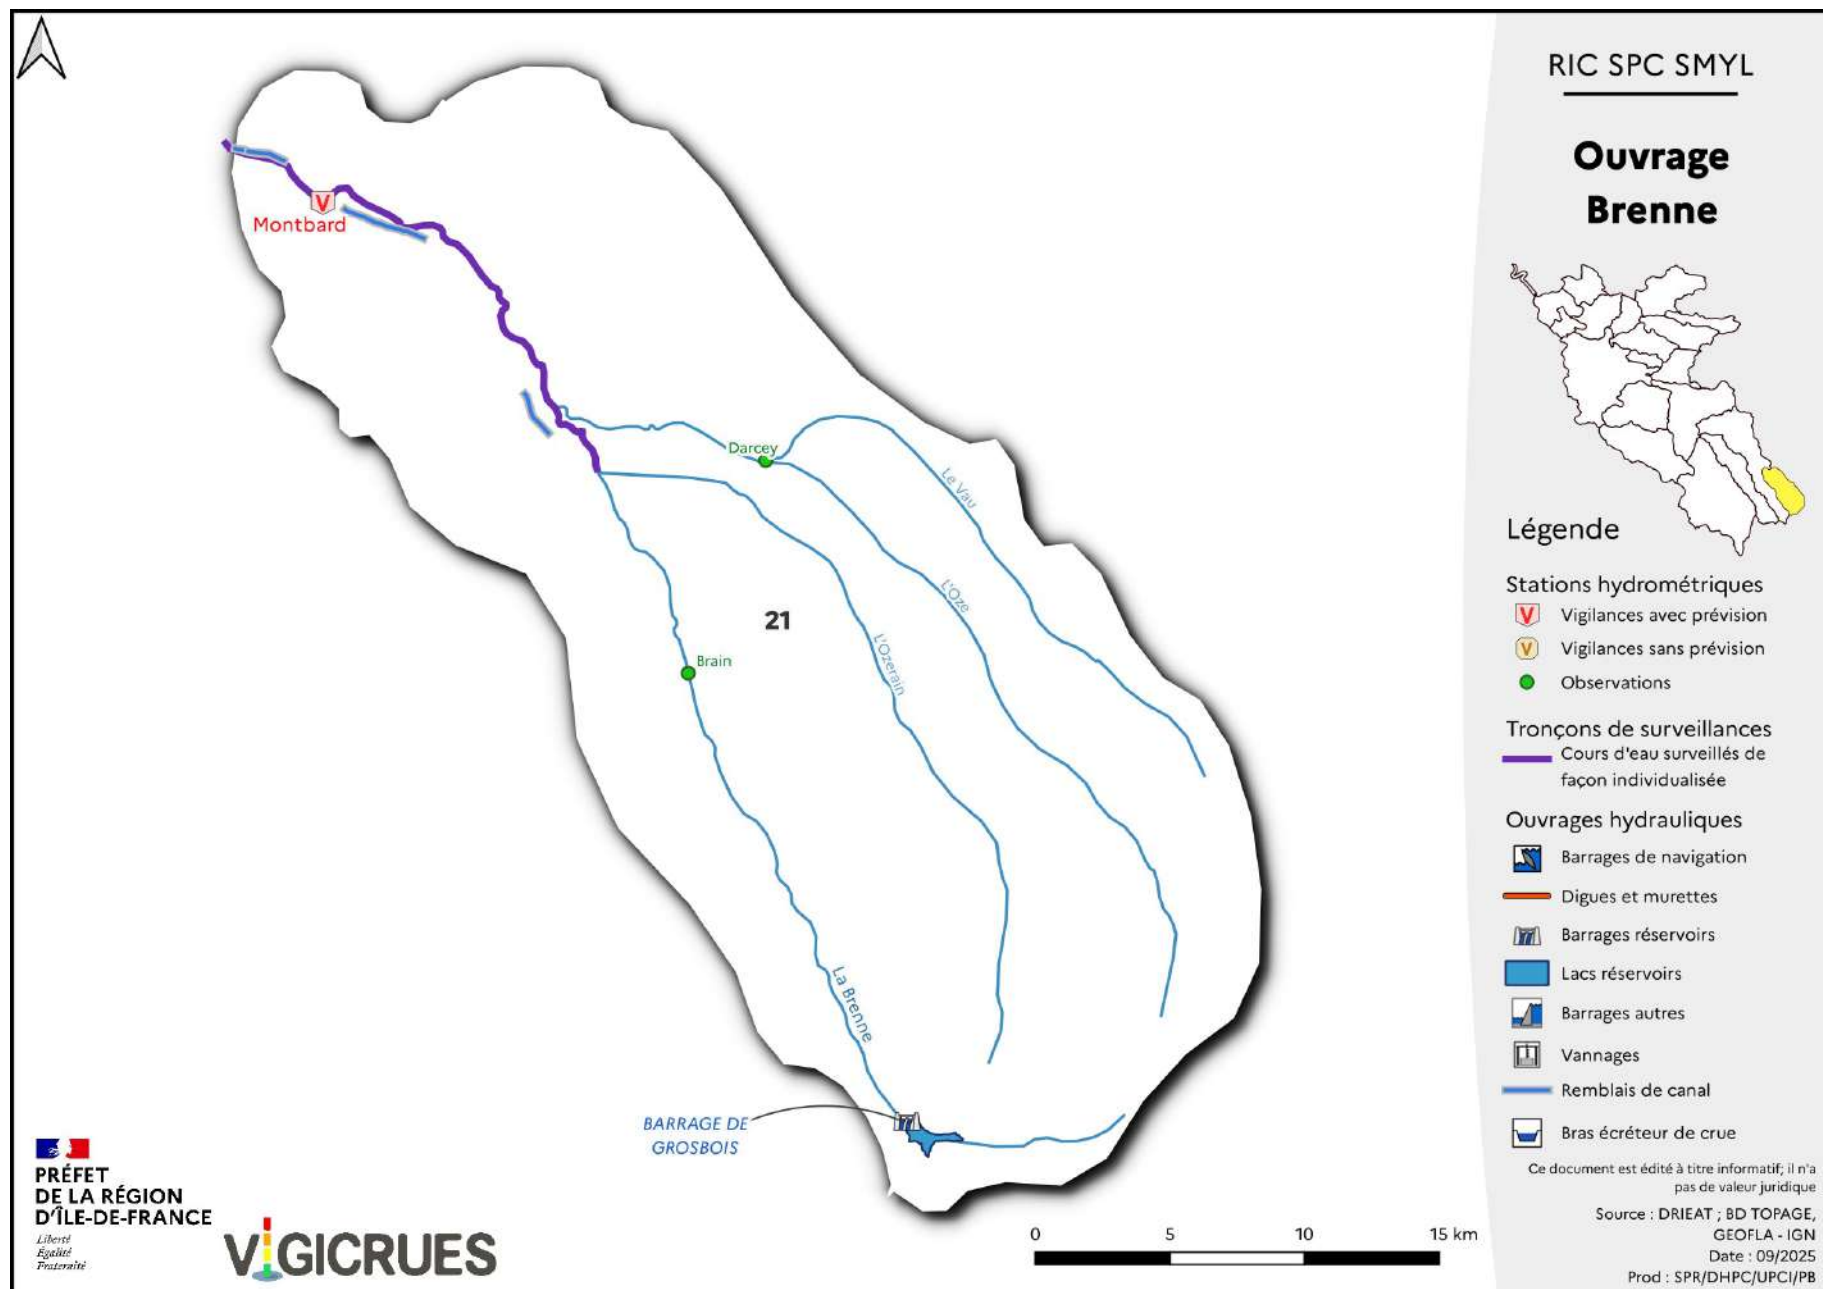 RIC SPC SMYL
Ouvrage
Brenne
Montbard
Darcey
Le Vau
L'Oze
L'Ozerain
21
Brain
La Brenne
BARRAGE DE
GROSBOIS
Légende
Stations hydrométriques
V Vigilances avec prévision
V Vigilances sans prévision
Observations
Tronçons de surveillances
Cours d'eau surveillés de
façon individualisée
Ouvrages hydrauliques
Barrages de navigation
Digues et murettes
Barrages réservoirs
Lacs réservoirs
Barrages autres
Vannages
Remblais de canal
Bras écréteur de crue
Ce document est édité à titre informatif; il n'a
pas de valeur juridique
Source : DRIEAT ; BD TOPAGE,
GEOFLA - IGN
Date : 09/2025
Prod : SPR/DHPC/UPCI/PB
0 5 10 15 km
PRÉFET
DE LA RÉGION
D'ÎLE-DE-FRANCE
Liberté
Égalité
Fraternité
VIGICRUES
V